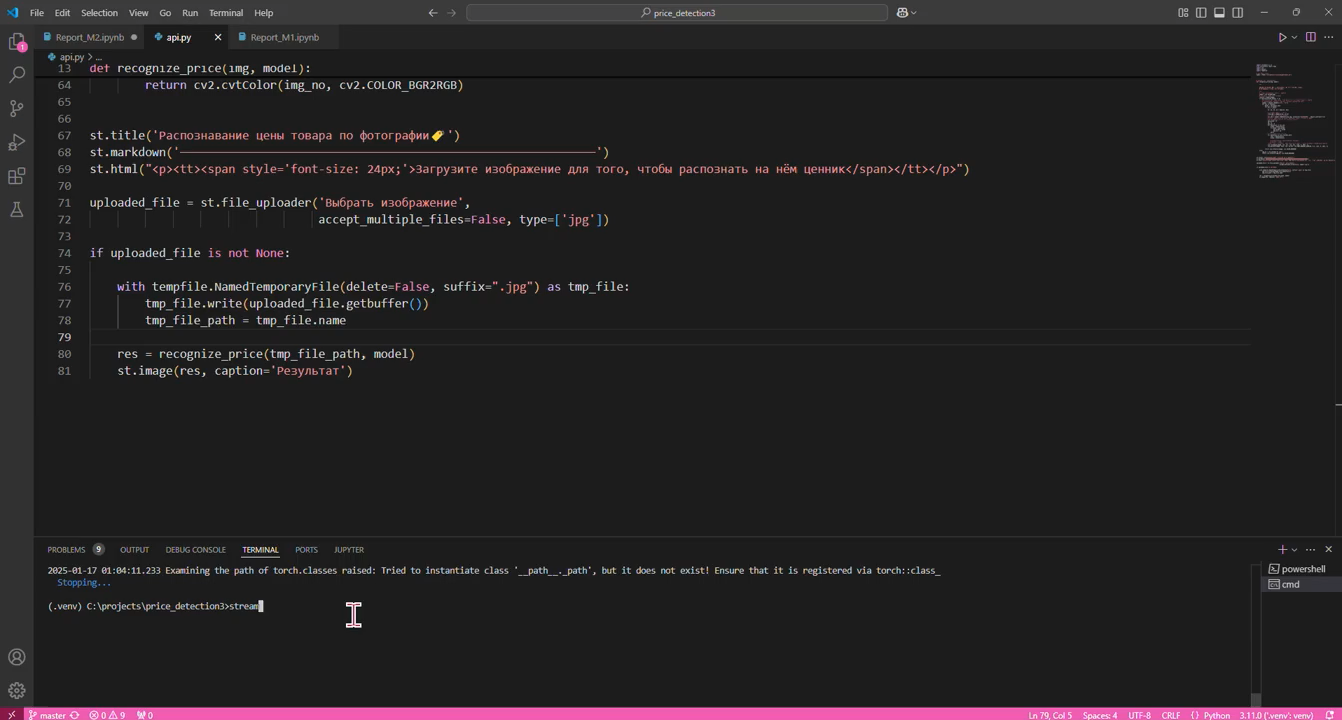 File Edit Selection View Go Run Terminal Help
price_detection3
1
Report_M2.ipynb
api.py
Report_M1.ipynb
api.py > ...
13 def recognize_price(img, model):
64 return cv2.cvtColor(img_no, cv2.COLOR_BGR2RGB)
65
66
67 st.title('Распознавание цены товара по фотографии🏷️')
68 st.markdown('─────────────────────────────────────────────────────────────')
69 st.html("<p><tt><span style='font-size: 24px;'>Загрузите изображение для того, чтобы распознать на нём ценник</span></tt></p>")
70
71 uploaded_file = st.file_uploader('Выбрать изображение',
72 accept_multiple_files=False, type=['jpg'])
73
74 if uploaded_file is not None:
75
76 with tempfile.NamedTemporaryFile(delete=False, suffix=".jpg") as tmp_file:
77 tmp_file.write(uploaded_file.getbuffer())
78 tmp_file_path = tmp_file.name
79
80 res = recognize_price(tmp_file_path, model)
81 st.image(res, caption='Результат')
PROBLEMS 9 OUTPUT DEBUG CONSOLE TERMINAL PORTS JUPYTER
2025-01-17 01:04:11.233 Examining the path of torch.classes raised: Tried to instantiate class '__path__._path', but it does not exist! Ensure that it is registered via torch::class_
Stopping...
(.venv) C:\projects\price_detection3>stream
powershell
cmd
master 0 9 0
Ln 79, Col 5 Spaces: 4 UTF-8 CRLF {} Python 3.11.0 ('.venv': venv)